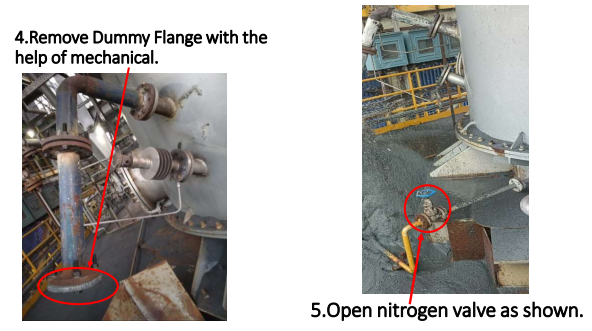 4.Remove Dummy Flange with the
help of mechanical.
5.Open nitrogen valve as shown.